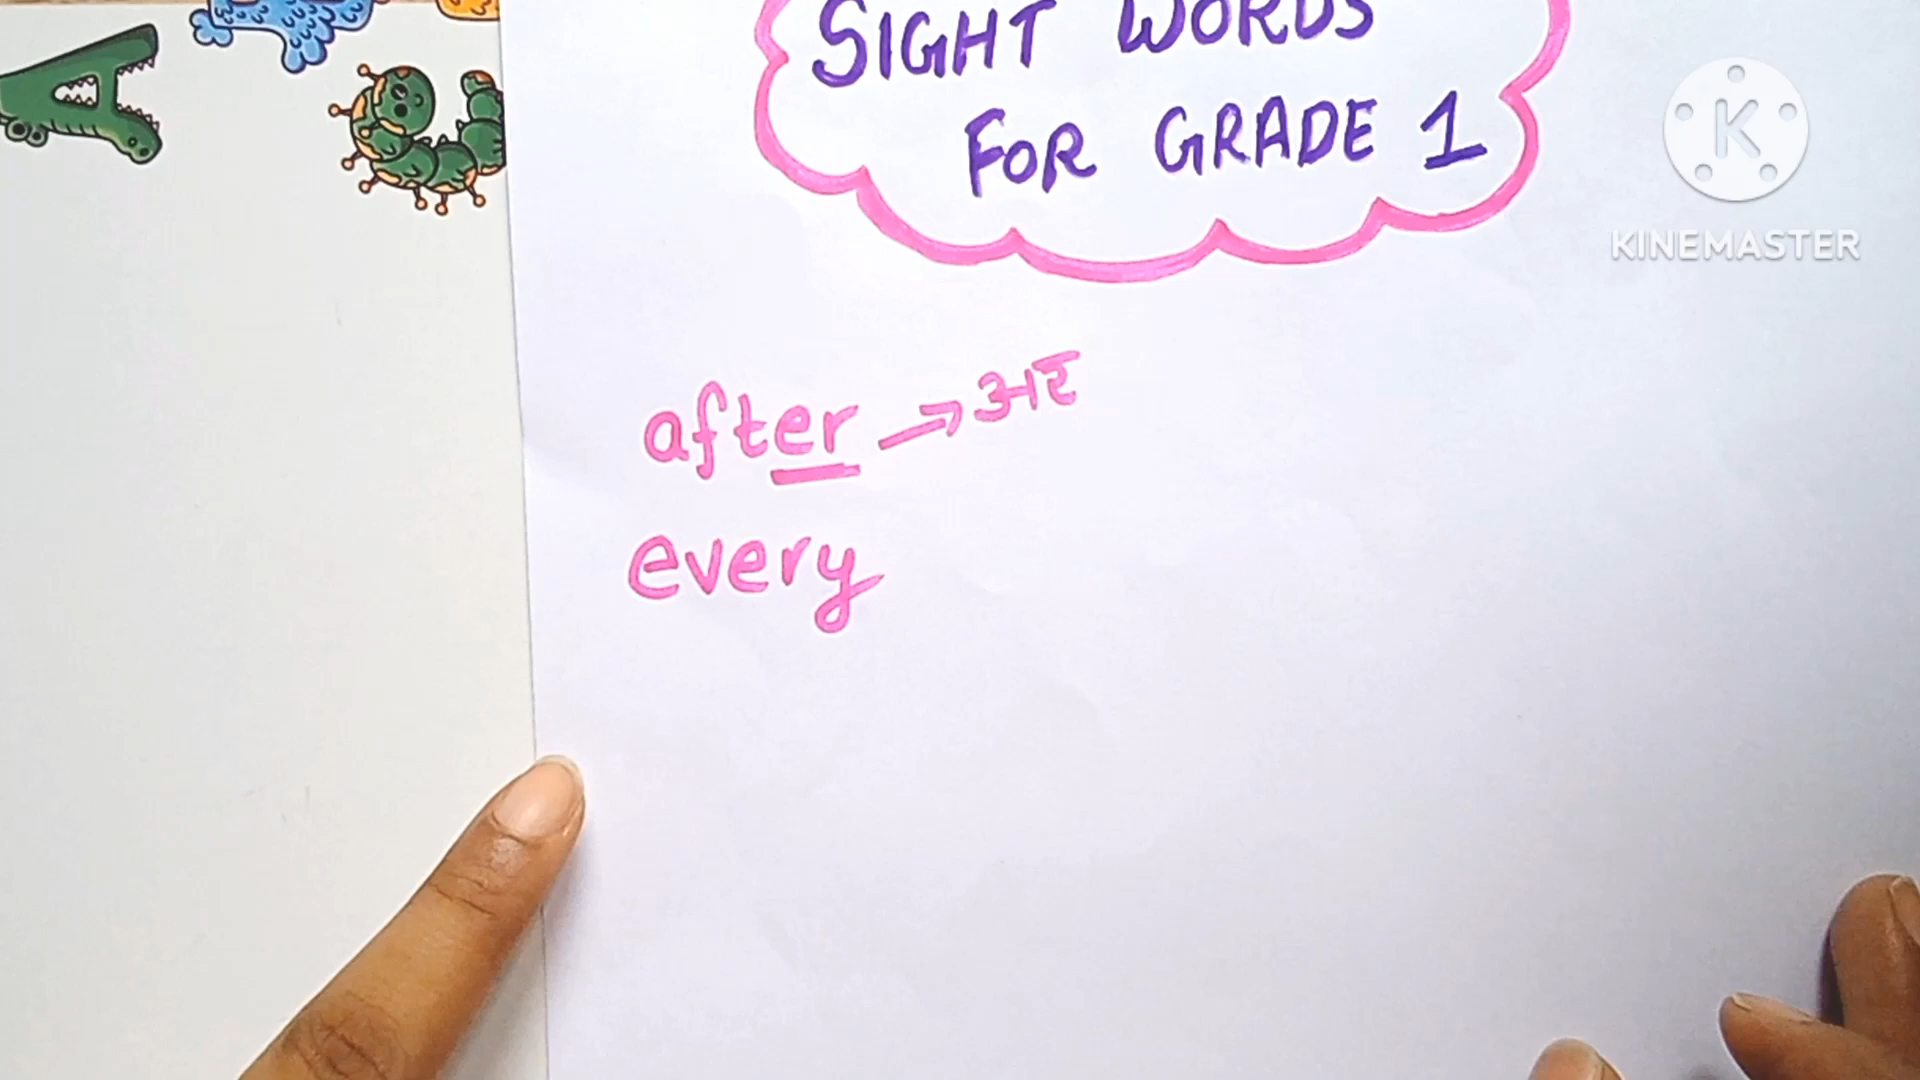 SIGHT WORDS
FOR GRADE 1
K
KINEMASTER
after → अर
every